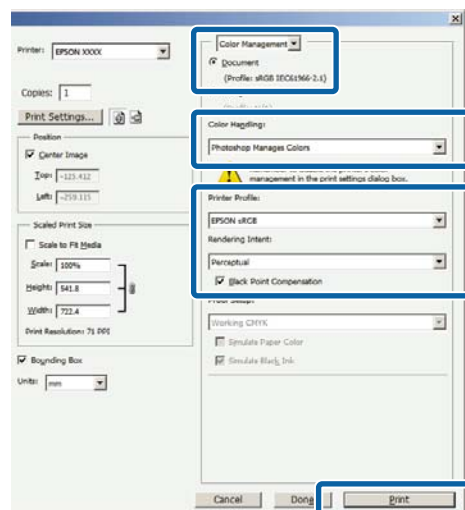 Printer: EPSON XXXX
Copies: 1
Print Settings...
Position
Center Image
Top: -125.412
Left: -259.115
Scaled Print Size
Scale to Fit Media
Scale: 100%
Height: 541.8
Width: 722.4
Print Resolution: 71 PPI
Bounding Box
Units: mm
Color Management
Document
(Profile: sRGB IEC61966-2.1)
Color Handling:
Photoshop Manages Colors
management in the print settings dialog box.
Printer Profile:
EPSON sRGB
Rendering Intent:
Perceptual
Black Point Compensation
Proof Setup:
Working CMYK
Simulate Paper Color
Simulate Black Ink
Cancel
Done
Print